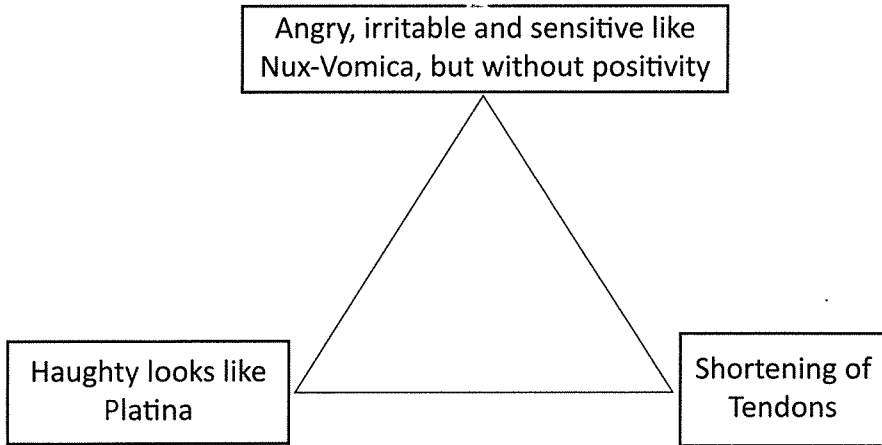 Angry, irritable and sensitive like
Nux-Vomica, but without positivity
Haughty looks like
Platina
Shortening of
Tendons